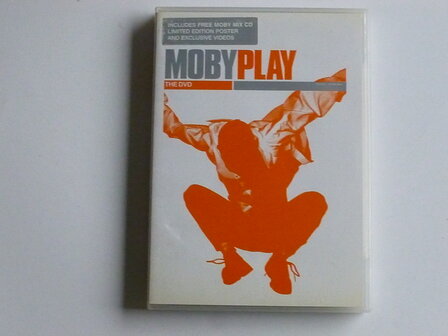 INCLUDES FREE MOBY MIX CD
LIMITED EDITION POSTER
AND EXCLUSIVE VIDEOS
MOBYPLAY
THE DVD